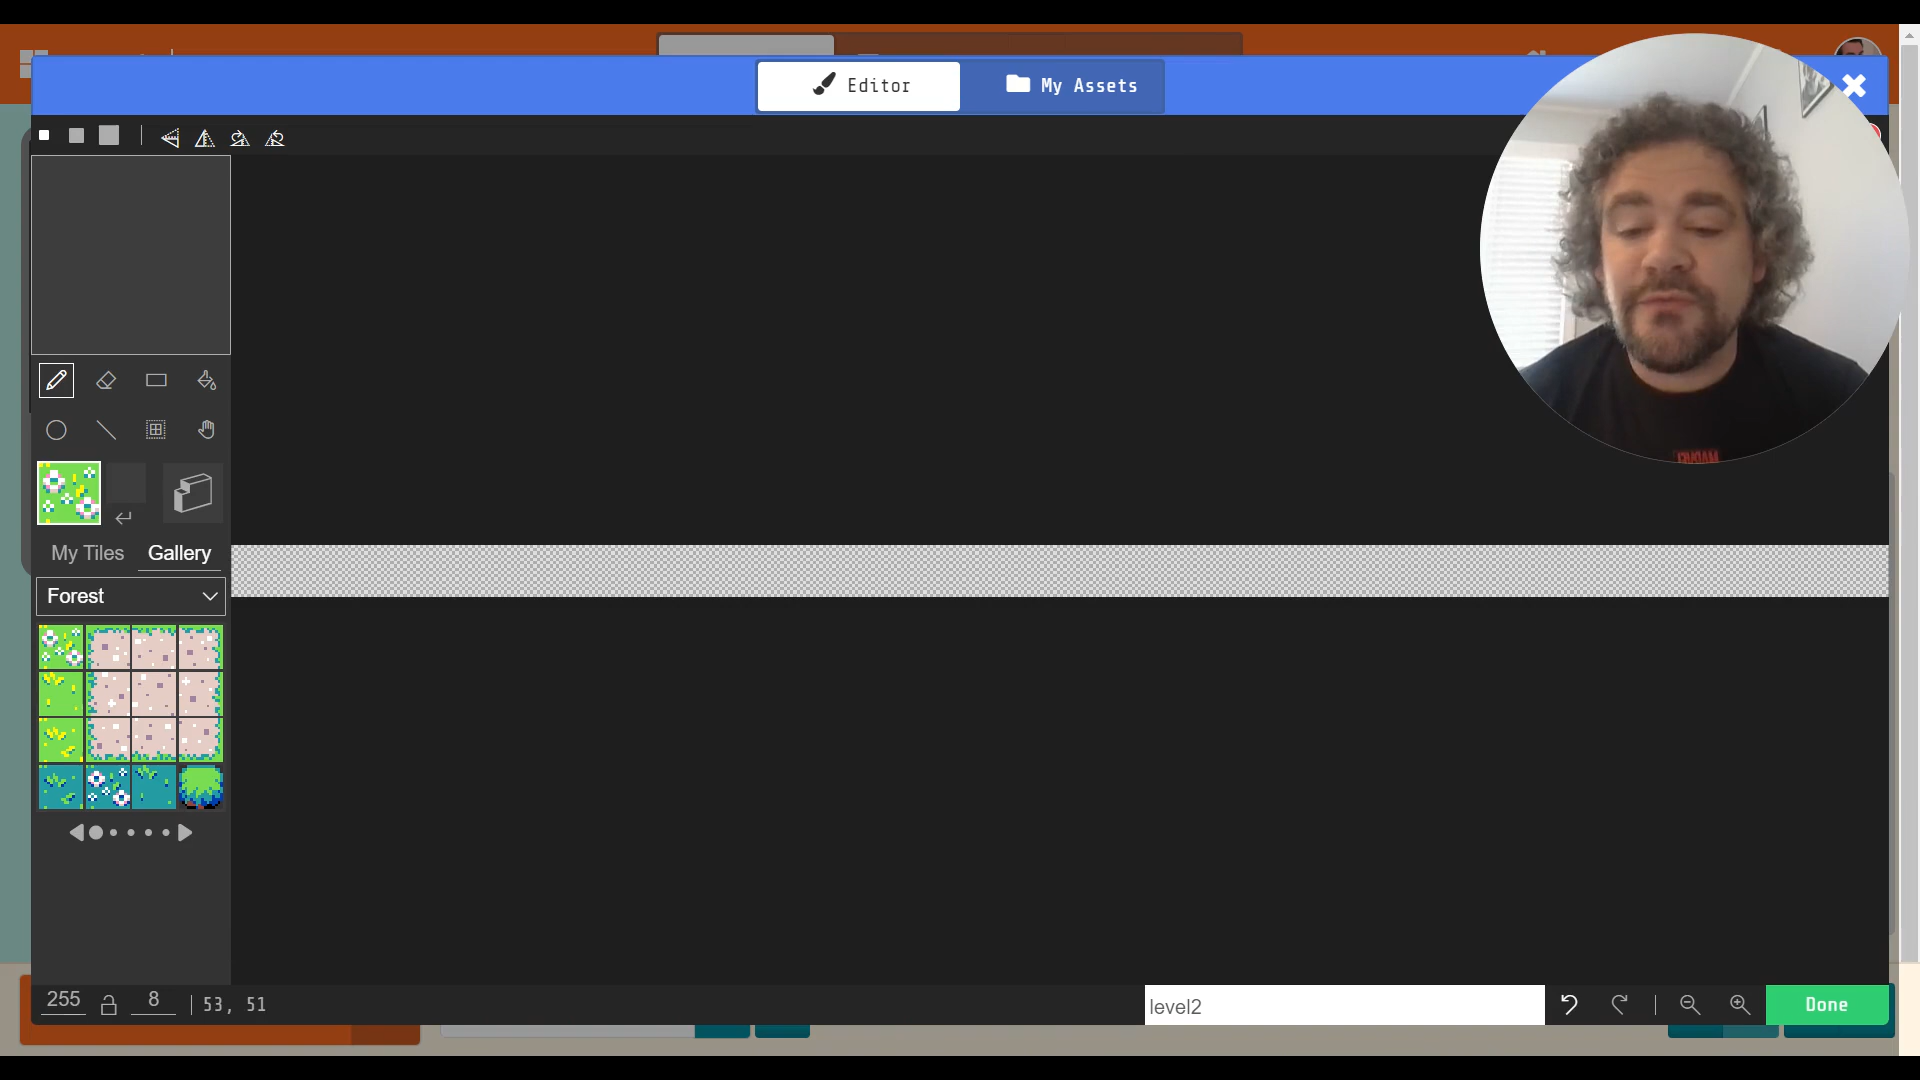 Editor
My Assets
My Tiles
Gallery
Forest
255
8
53, 51
level2
Done